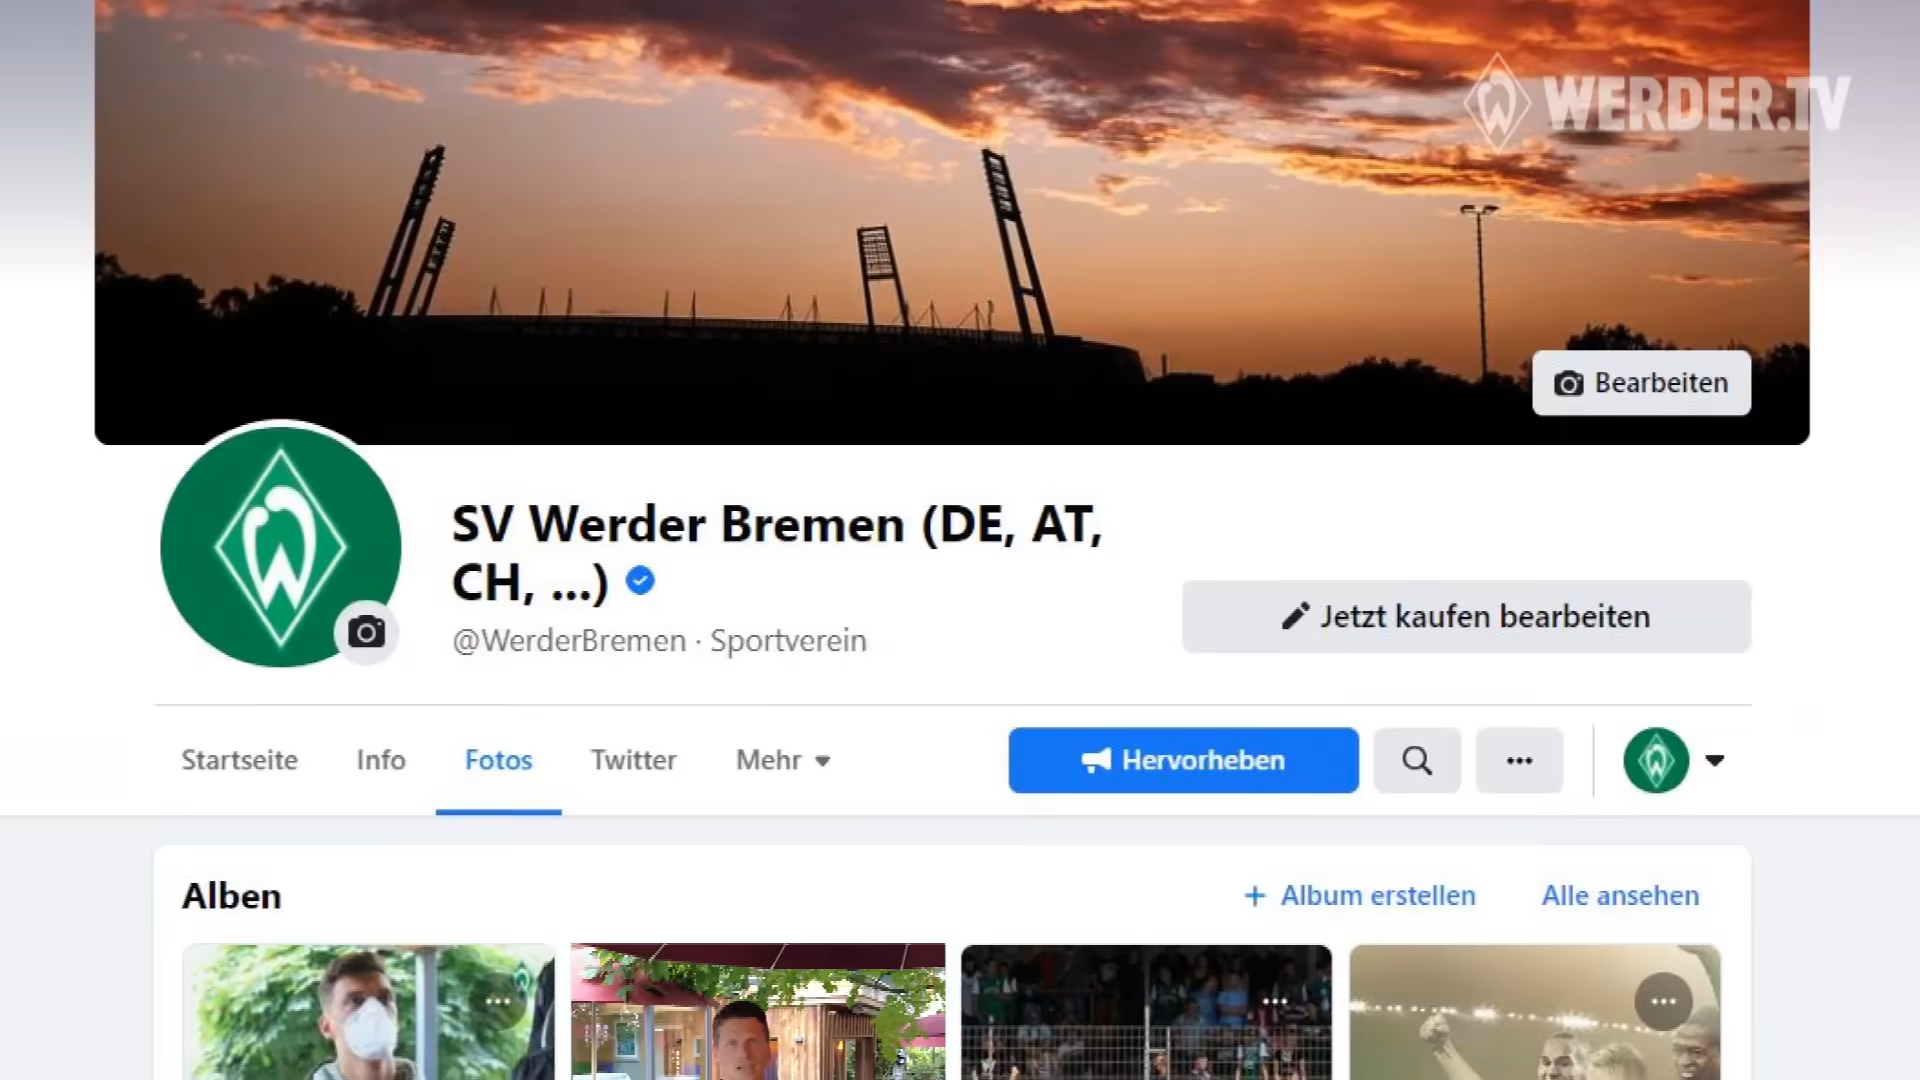 WERDER.TV
Bearbeiten
SV Werder Bremen (DE, AT,
CH, ...)
@WerderBremen · Sportverein
Jetzt kaufen bearbeiten
Startseite
Info
Fotos
Twitter
Mehr
Hervorheben
Alben
+ Album erstellen
Alle ansehen